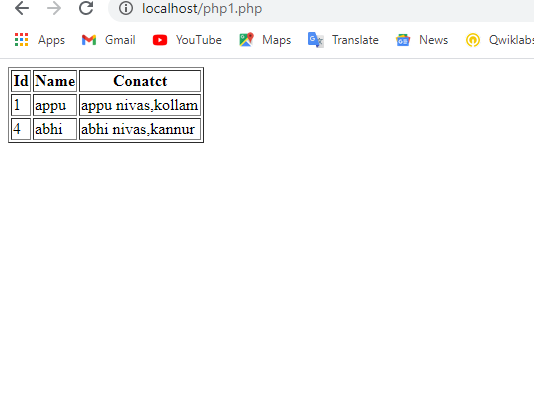 localhost/php1.php
Apps Gmail YouTube Maps Translate News Qwiklabs
Id Name Conatct
1 appu appu nivas,kollam
4 abhi abhi nivas,kannur